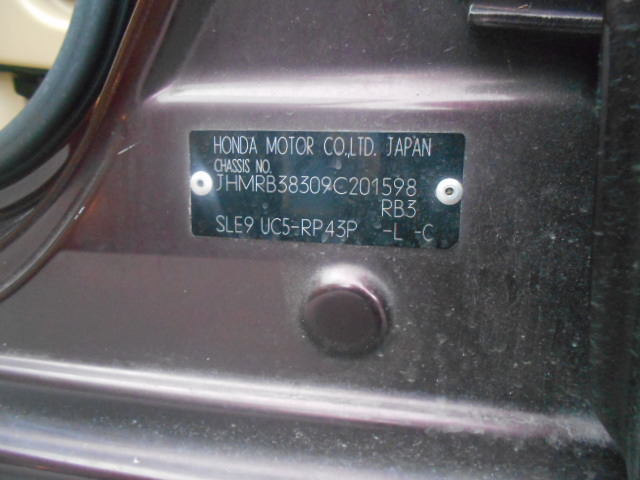 HONDA MOTOR CO.,LTD. JAPAN
CHASSIS NO.
JHMRB38309C201598
RB3
SLE9 UC5-RP43P -L -C